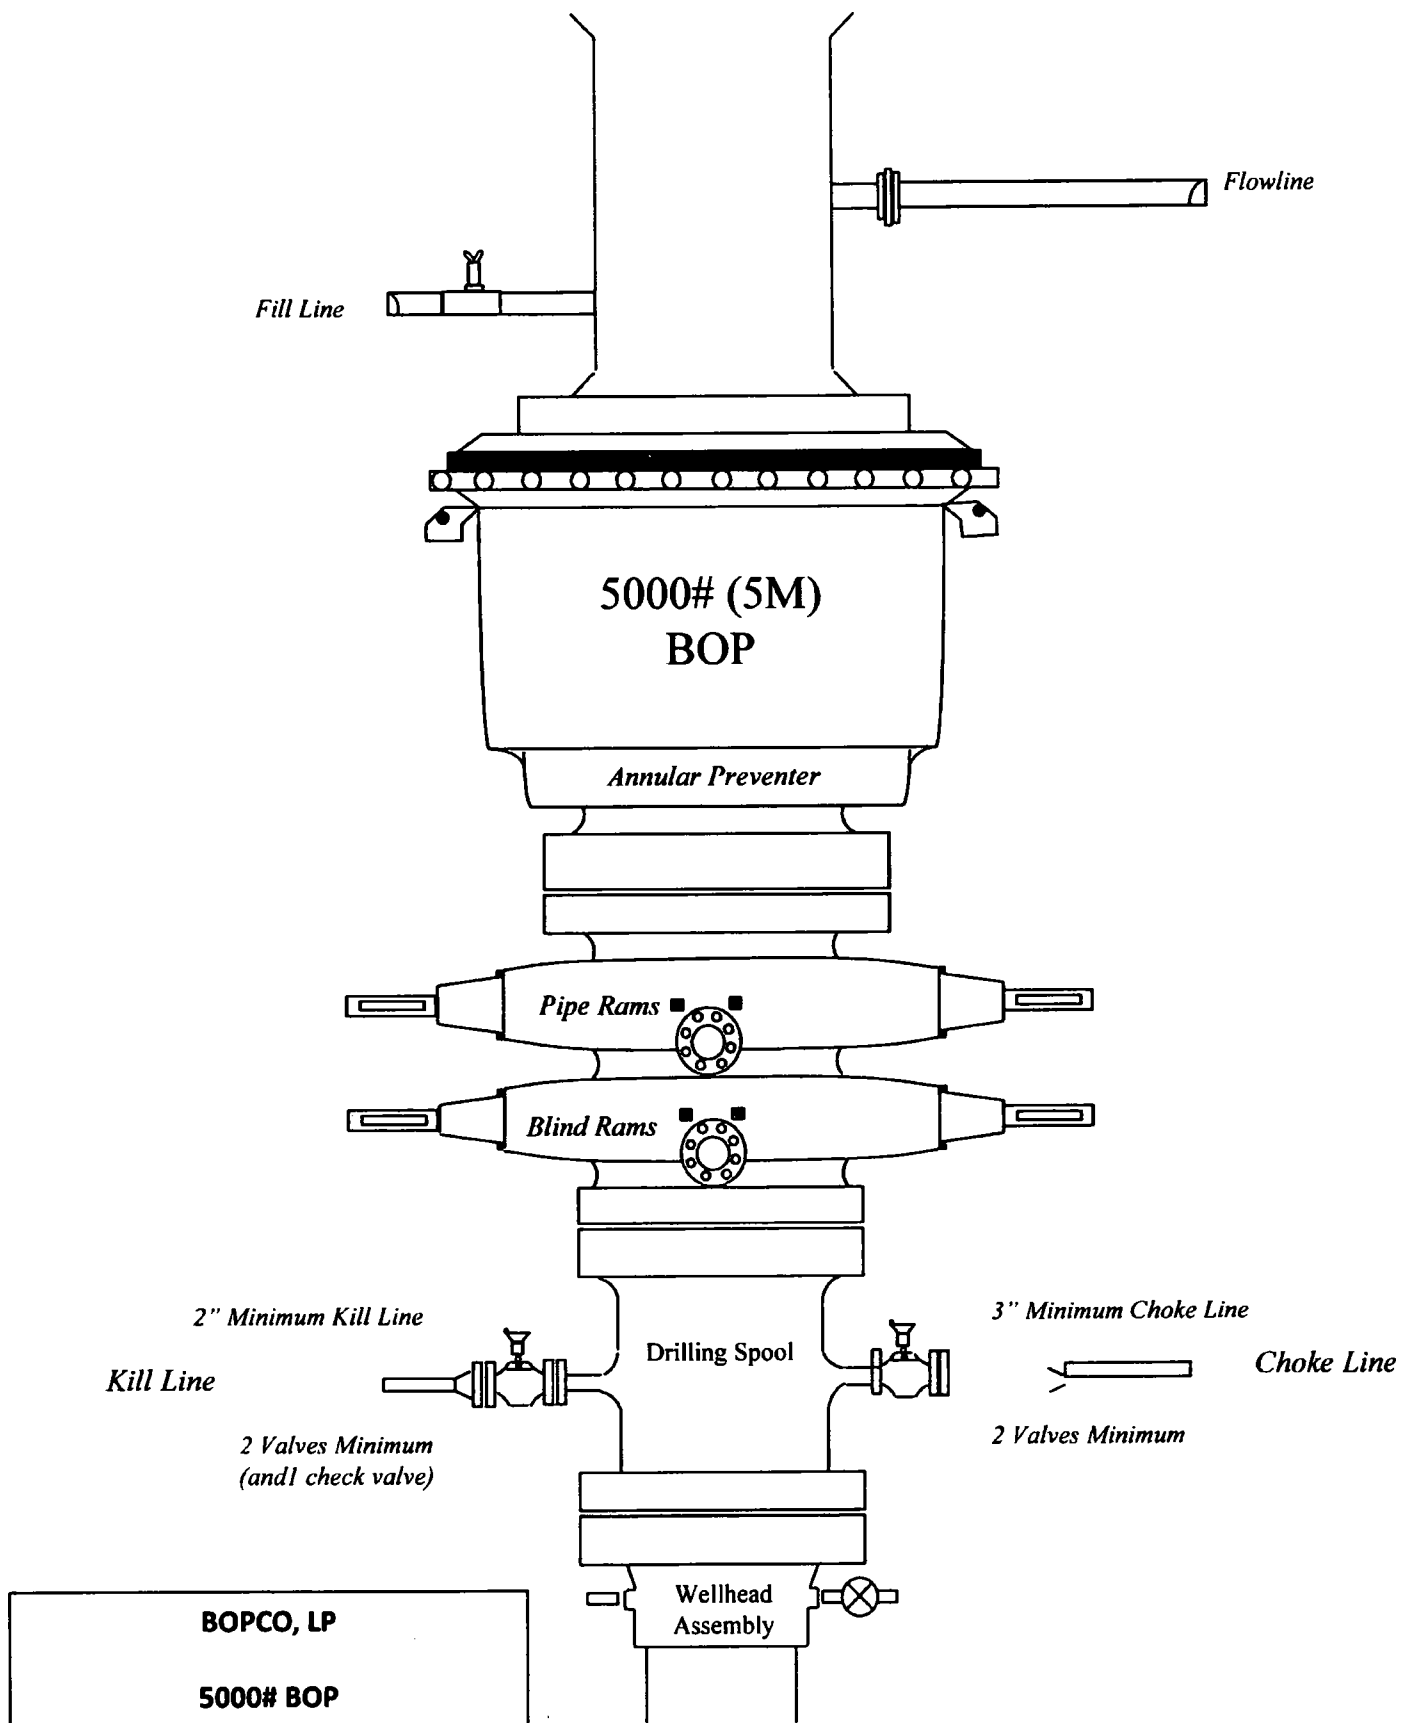 Flowline
Fill Line
5000# (5M)
BOP
Annular Preventer
Pipe Rams
Blind Rams
2” Minimum Kill Line
3” Minimum Choke Line
Drilling Spool
Kill Line
Choke Line
2 Valves Minimum
(and1 check valve)
2 Valves Minimum
Wellhead
Assembly
BOPCO, LP
5000# BOP